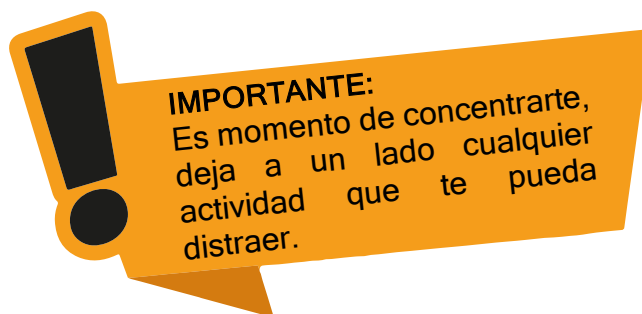 IMPORTANTE:
Es momento de concentrarte,
deja a un lado cualquier
actividad que te pueda
distraer.